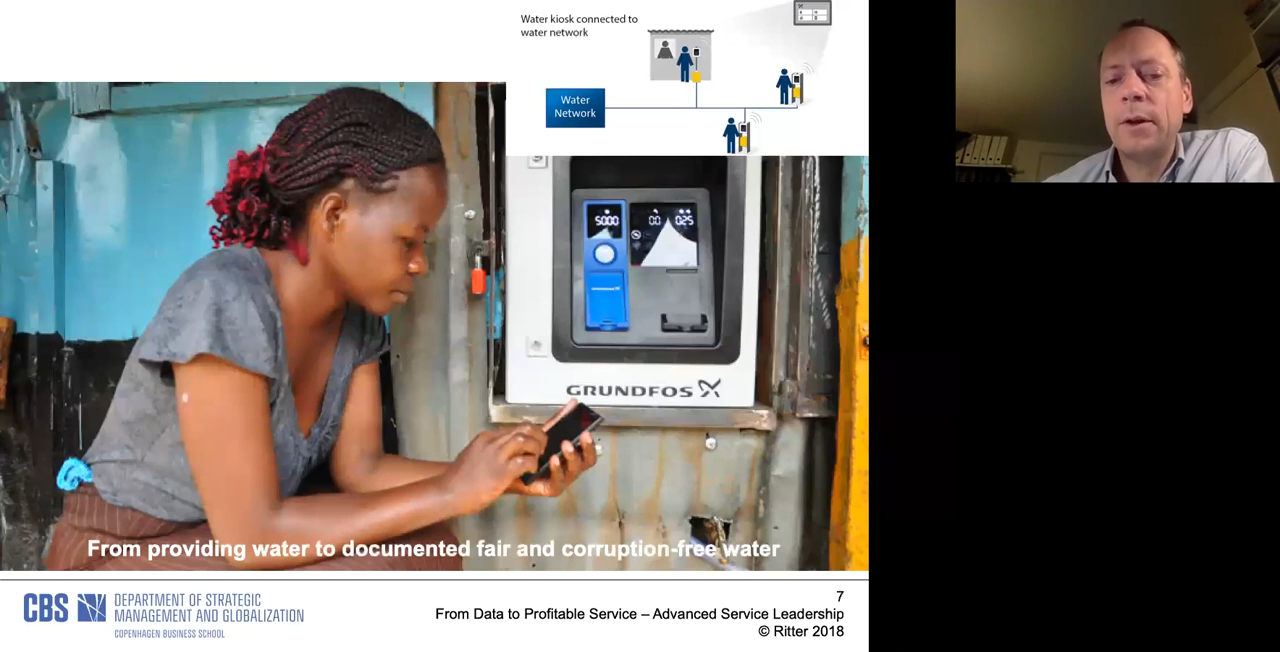 Water kiosk connected to
water network
Water
Network
5000
00 025
GRUNDFOS
From providing water to documented fair and corruption-free water
CBS
DEPARTMENT OF STRATEGIC
MANAGEMENT AND GLOBALIZATION
COPENHAGEN BUSINESS SCHOOL
7
From Data to Profitable Service – Advanced Service Leadership
© Ritter 2018